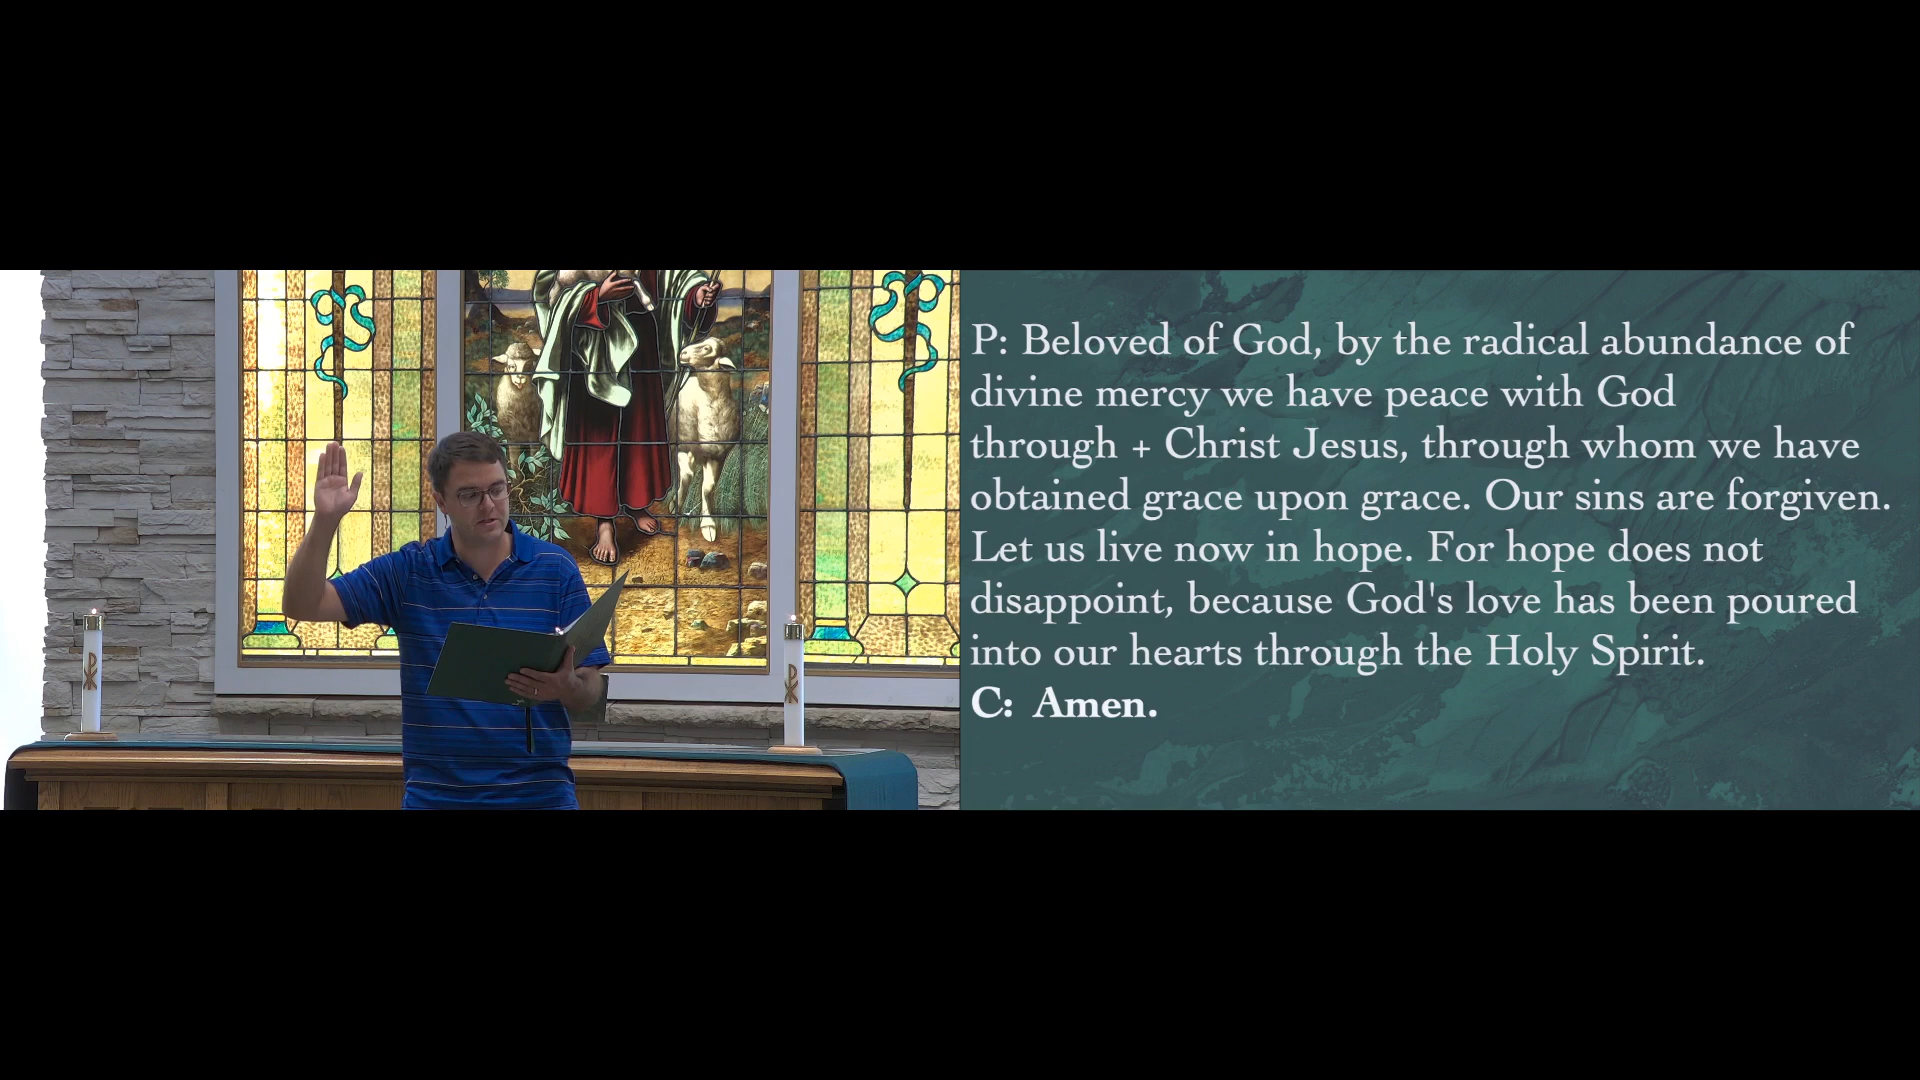 P: Beloved of God, by the radical abundance of
divine mercy we have peace with God
through + Christ Jesus, through whom we have
obtained grace upon grace. Our sins are forgiven.
Let us live now in hope. For hope does not
disappoint, because God's love has been poured
into our hearts through the Holy Spirit.
C:  Amen.